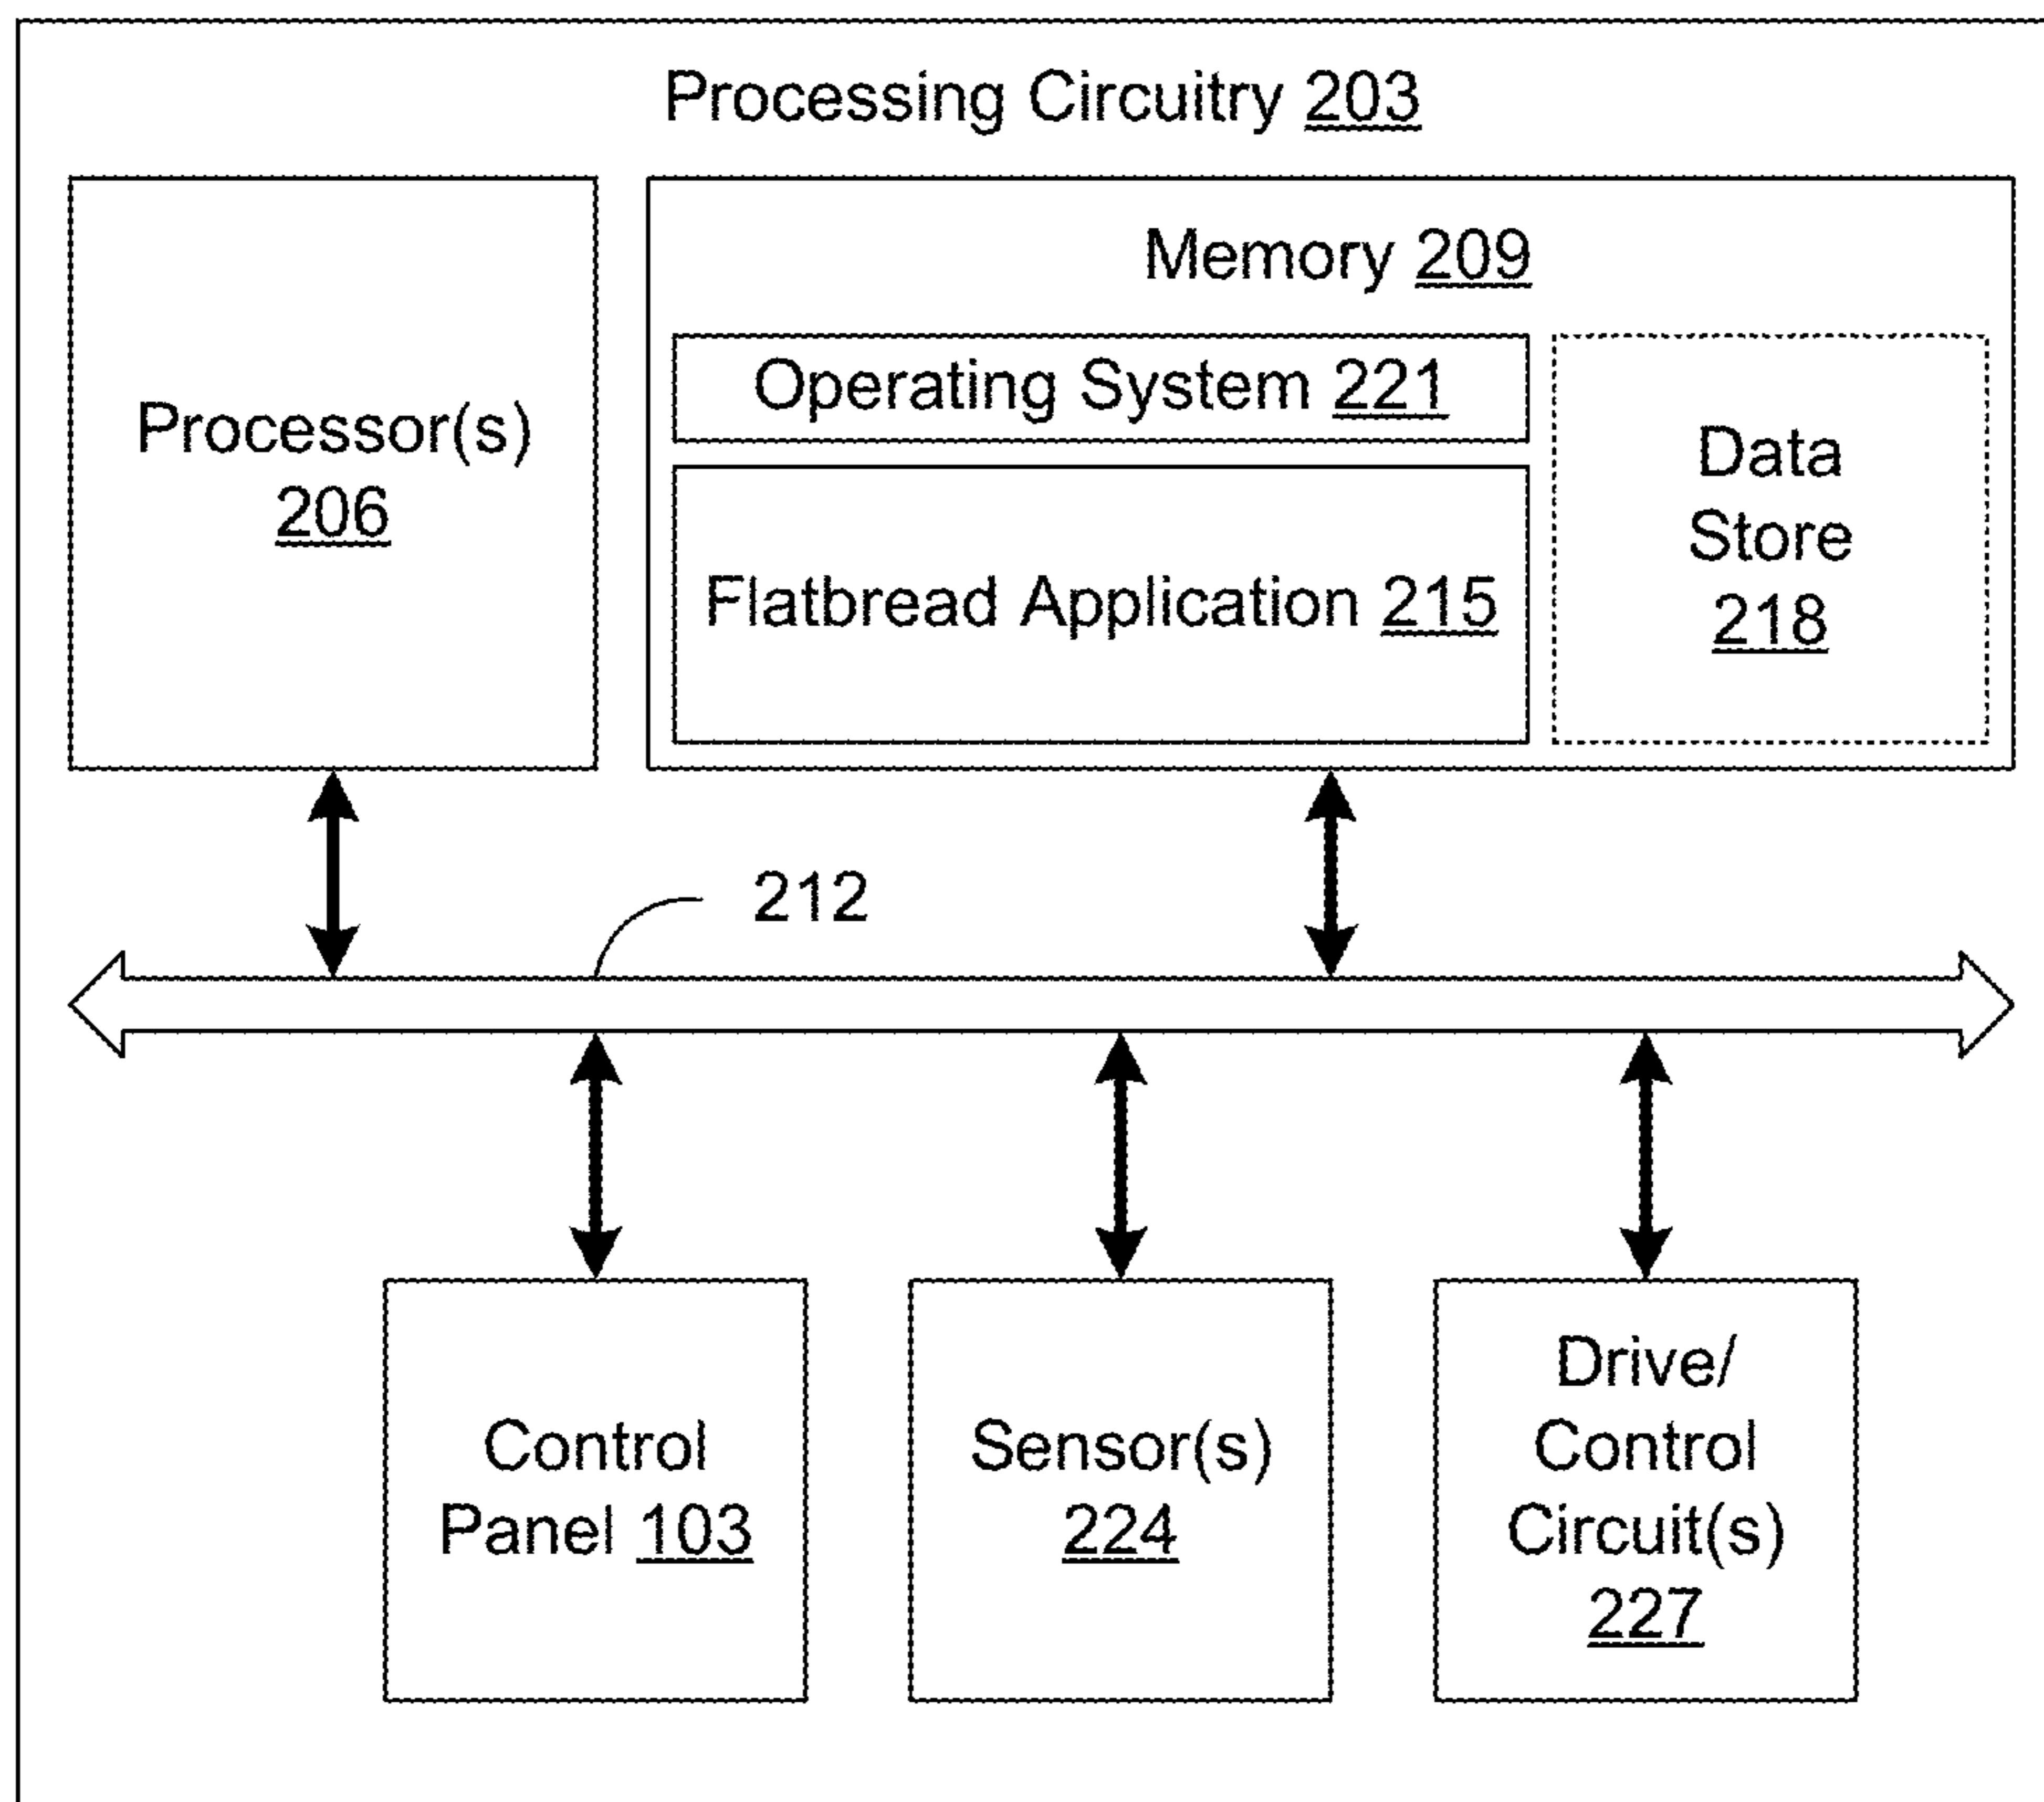 Processing Circuitry 203
Processor(s)
206
Memory 209
Operating System 221
Flatbread Application 215
Data
Store
218
212
Control
Panel 103
Sensor(s)
224
Drive/
Control
Circuit(s)
227